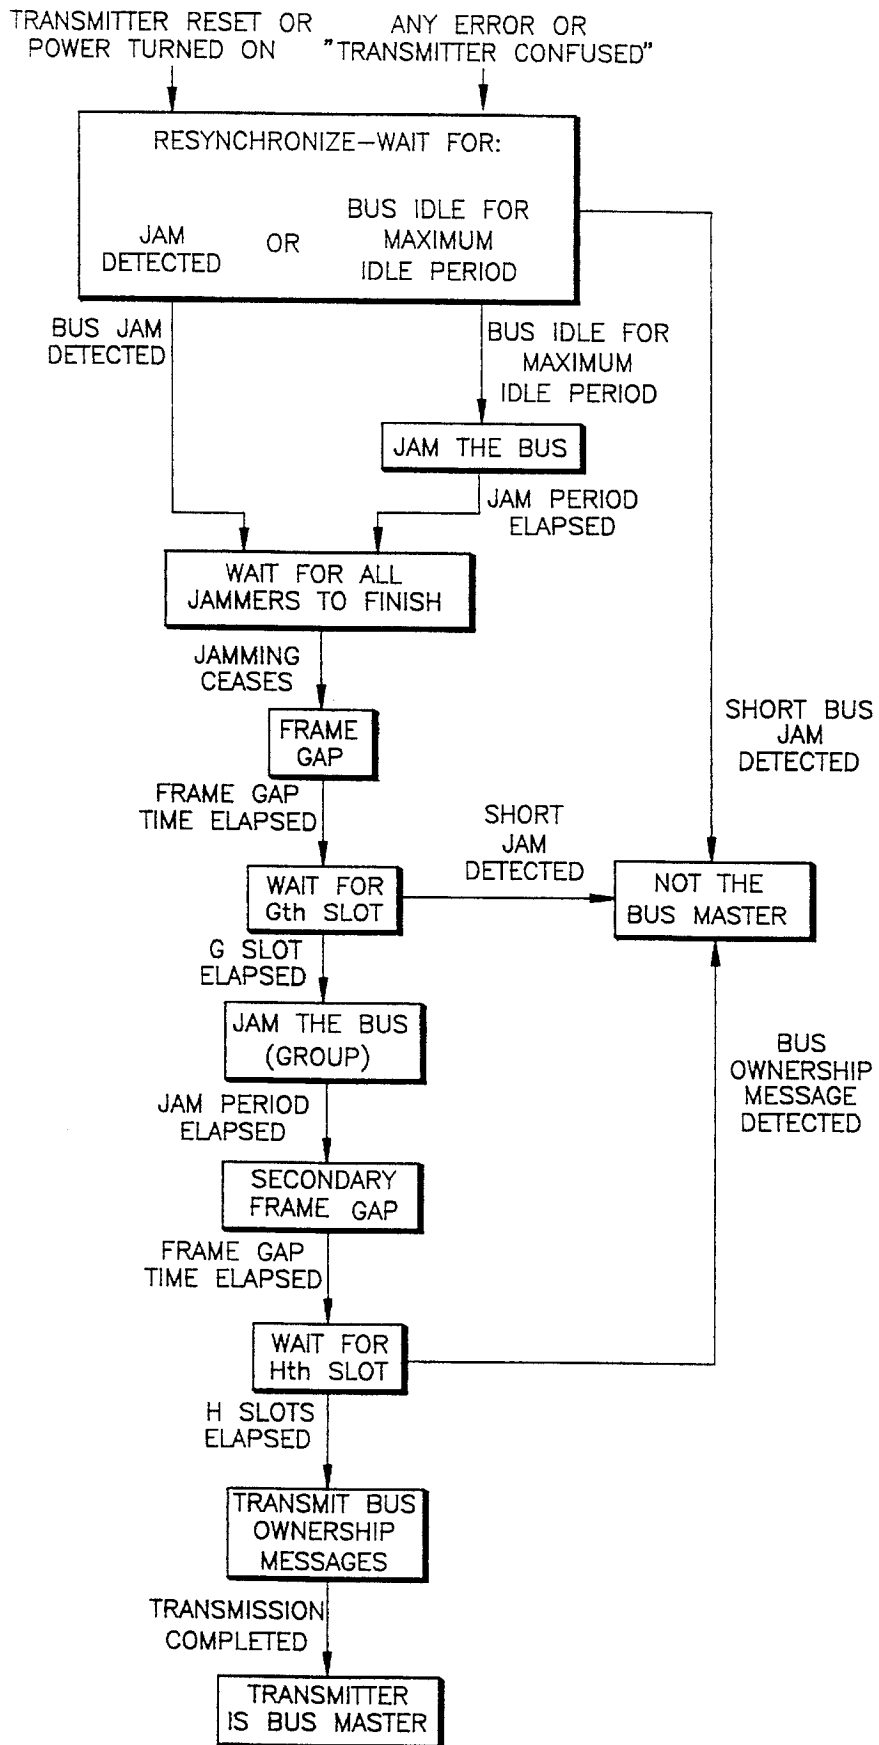 TRANSMITTER RESET OR
POWER TURNED ON
ANY ERROR OR
"TRANSMITTER CONFUSED"
RESYNCHRONIZE-WAIT FOR:
JAM
DETECTED
OR
BUS IDLE FOR
MAXIMUM
IDLE PERIOD
BUS JAM
DETECTED
BUS IDLE FOR
MAXIMUM
IDLE PERIOD
JAM THE BUS
JAM PERIOD
ELAPSED
WAIT FOR ALL
JAMMERS TO FINISH
JAMMING
CEASES
FRAME
GAP
SHORT BUS
JAM
DETECTED
FRAME GAP
TIME ELAPSED
SHORT
JAM
DETECTED
WAIT FOR
Gth SLOT
NOT THE
BUS MASTER
G SLOT
ELAPSED
JAM THE BUS
(GROUP)
BUS
OWNERSHIP
MESSAGE
DETECTED
JAM PERIOD
ELAPSED
SECONDARY
FRAME GAP
FRAME GAP
TIME ELAPSED
WAIT FOR
Hth SLOT
H SLOTS
ELAPSED
TRANSMIT BUS
OWNERSHIP
MESSAGES
TRANSMISSION
COMPLETED
TRANSMITTER
IS BUS MASTER